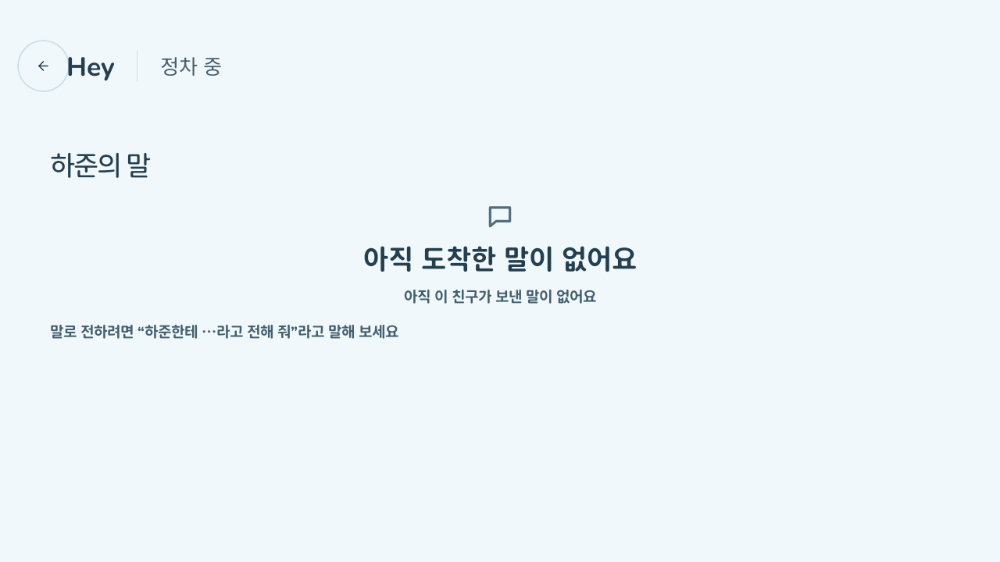 Hey 정차 중
하준의 말
아직 도착한 말이 없어요
아직 이 친구가 보낸 말이 없어요
말로 전하려면 “하준한테 …라고 전해 줘”라고 말해 보세요